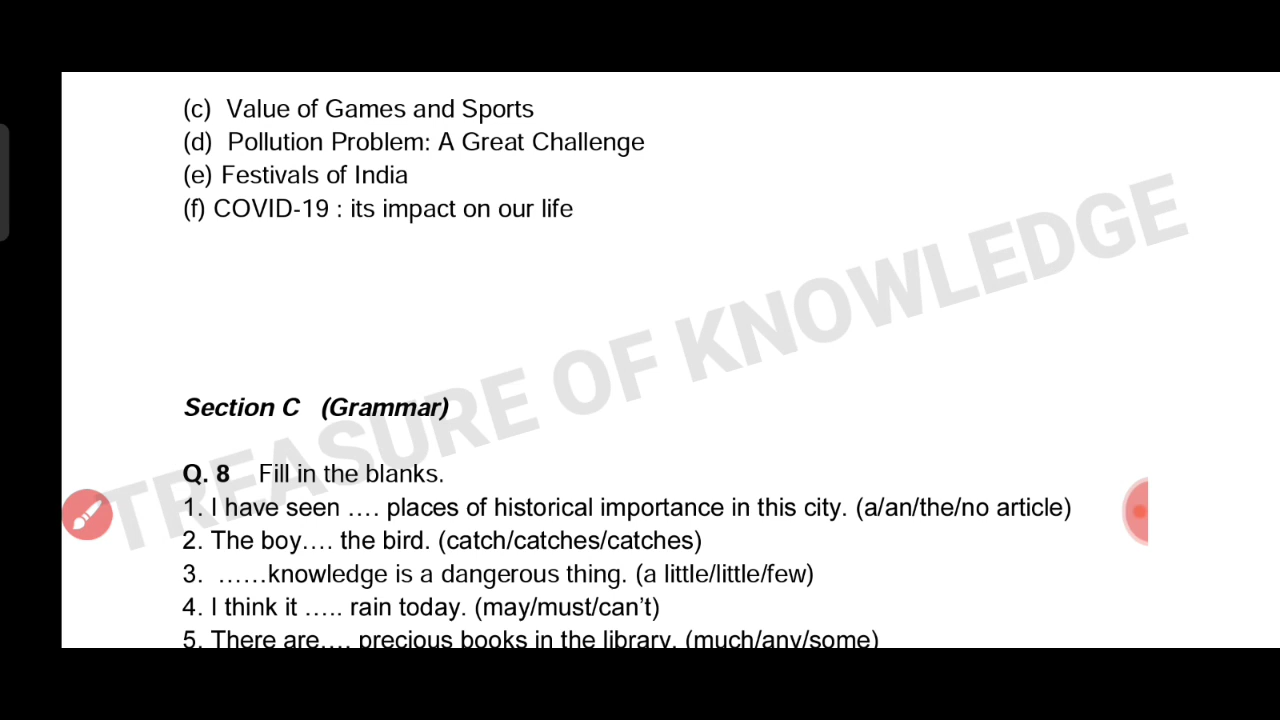 (c) Value of Games and Sports
(d) Pollution Problem: A Great Challenge
(e) Festivals of India
(f) COVID-19 : its impact on our life
TREASURE OF KNOWLEDGE
Section C (Grammar)
Q. 8 Fill in the blanks.
1. I have seen …. places of historical importance in this city. (a/an/the/no article)
2. The boy…. the bird. (catch/catches/catches)
3. ……knowledge is a dangerous thing. (a little/little/few)
4. I think it ….. rain today. (may/must/can’t)
5. There are…. precious books in the library. (much/any/some)